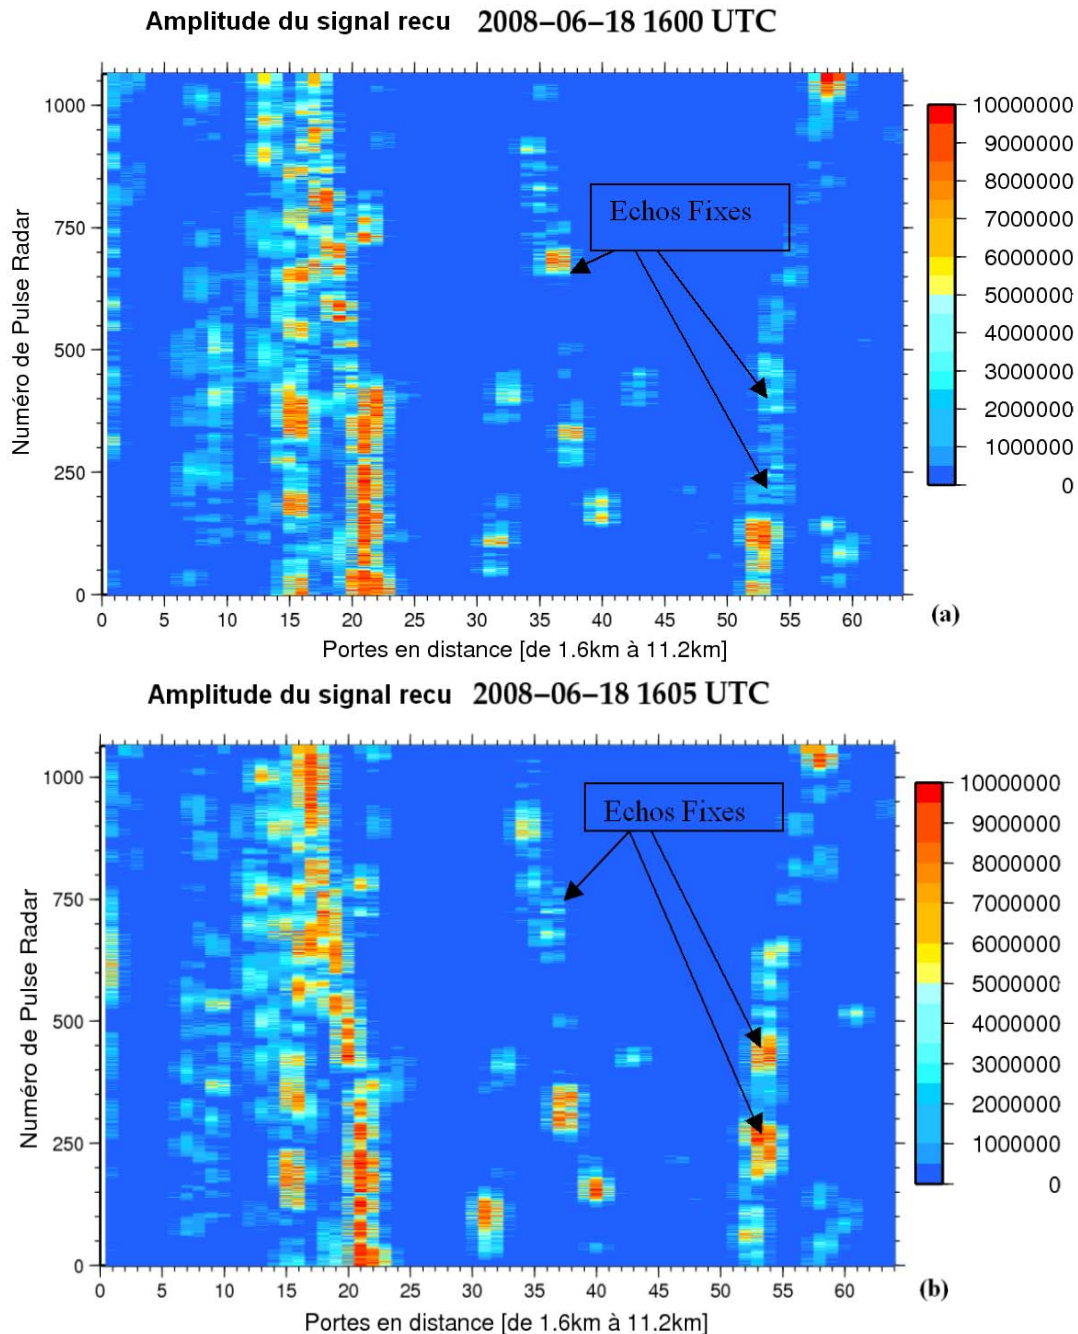 Amplitude du signal recu 2008-06-18 1600 UTC
Numéro de Pulse Radar
1000
750
500
250
0
Echos Fixes
10000000
9000000
8000000
7000000
6000000
5000000
4000000
3000000
2000000
1000000
0
0 5 10 15 20 25 30 35 40 45 50 55 60
Portes en distance [de 1.6km à 11.2km]
(a)
Amplitude du signal recu 2008-06-18 1605 UTC
Numéro de Pulse Radar
1000
750
500
250
0
Echos Fixes
10000000
9000000
8000000
7000000
6000000
5000000
4000000
3000000
2000000
1000000
0
0 5 10 15 20 25 30 35 40 45 50 55 60
Portes en distance [de 1.6km à 11.2km]
(b)